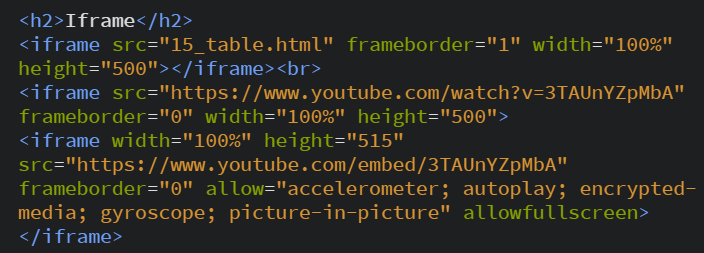 <h2>Iframe</h2>
<iframe src="15_table.html" frameborder="1" width="100%"
height="500"></iframe><br>
<iframe src="https://www.youtube.com/watch?v=3TAUnYZpMbA"
frameborder="0" width="100%" height="500">
<iframe width="100%" height="515"
src="https://www.youtube.com/embed/3TAUnYZpMbA"
frameborder="0" allow="accelerometer; autoplay; encrypted-
media; gyroscope; picture-in-picture" allowfullscreen>
</iframe>